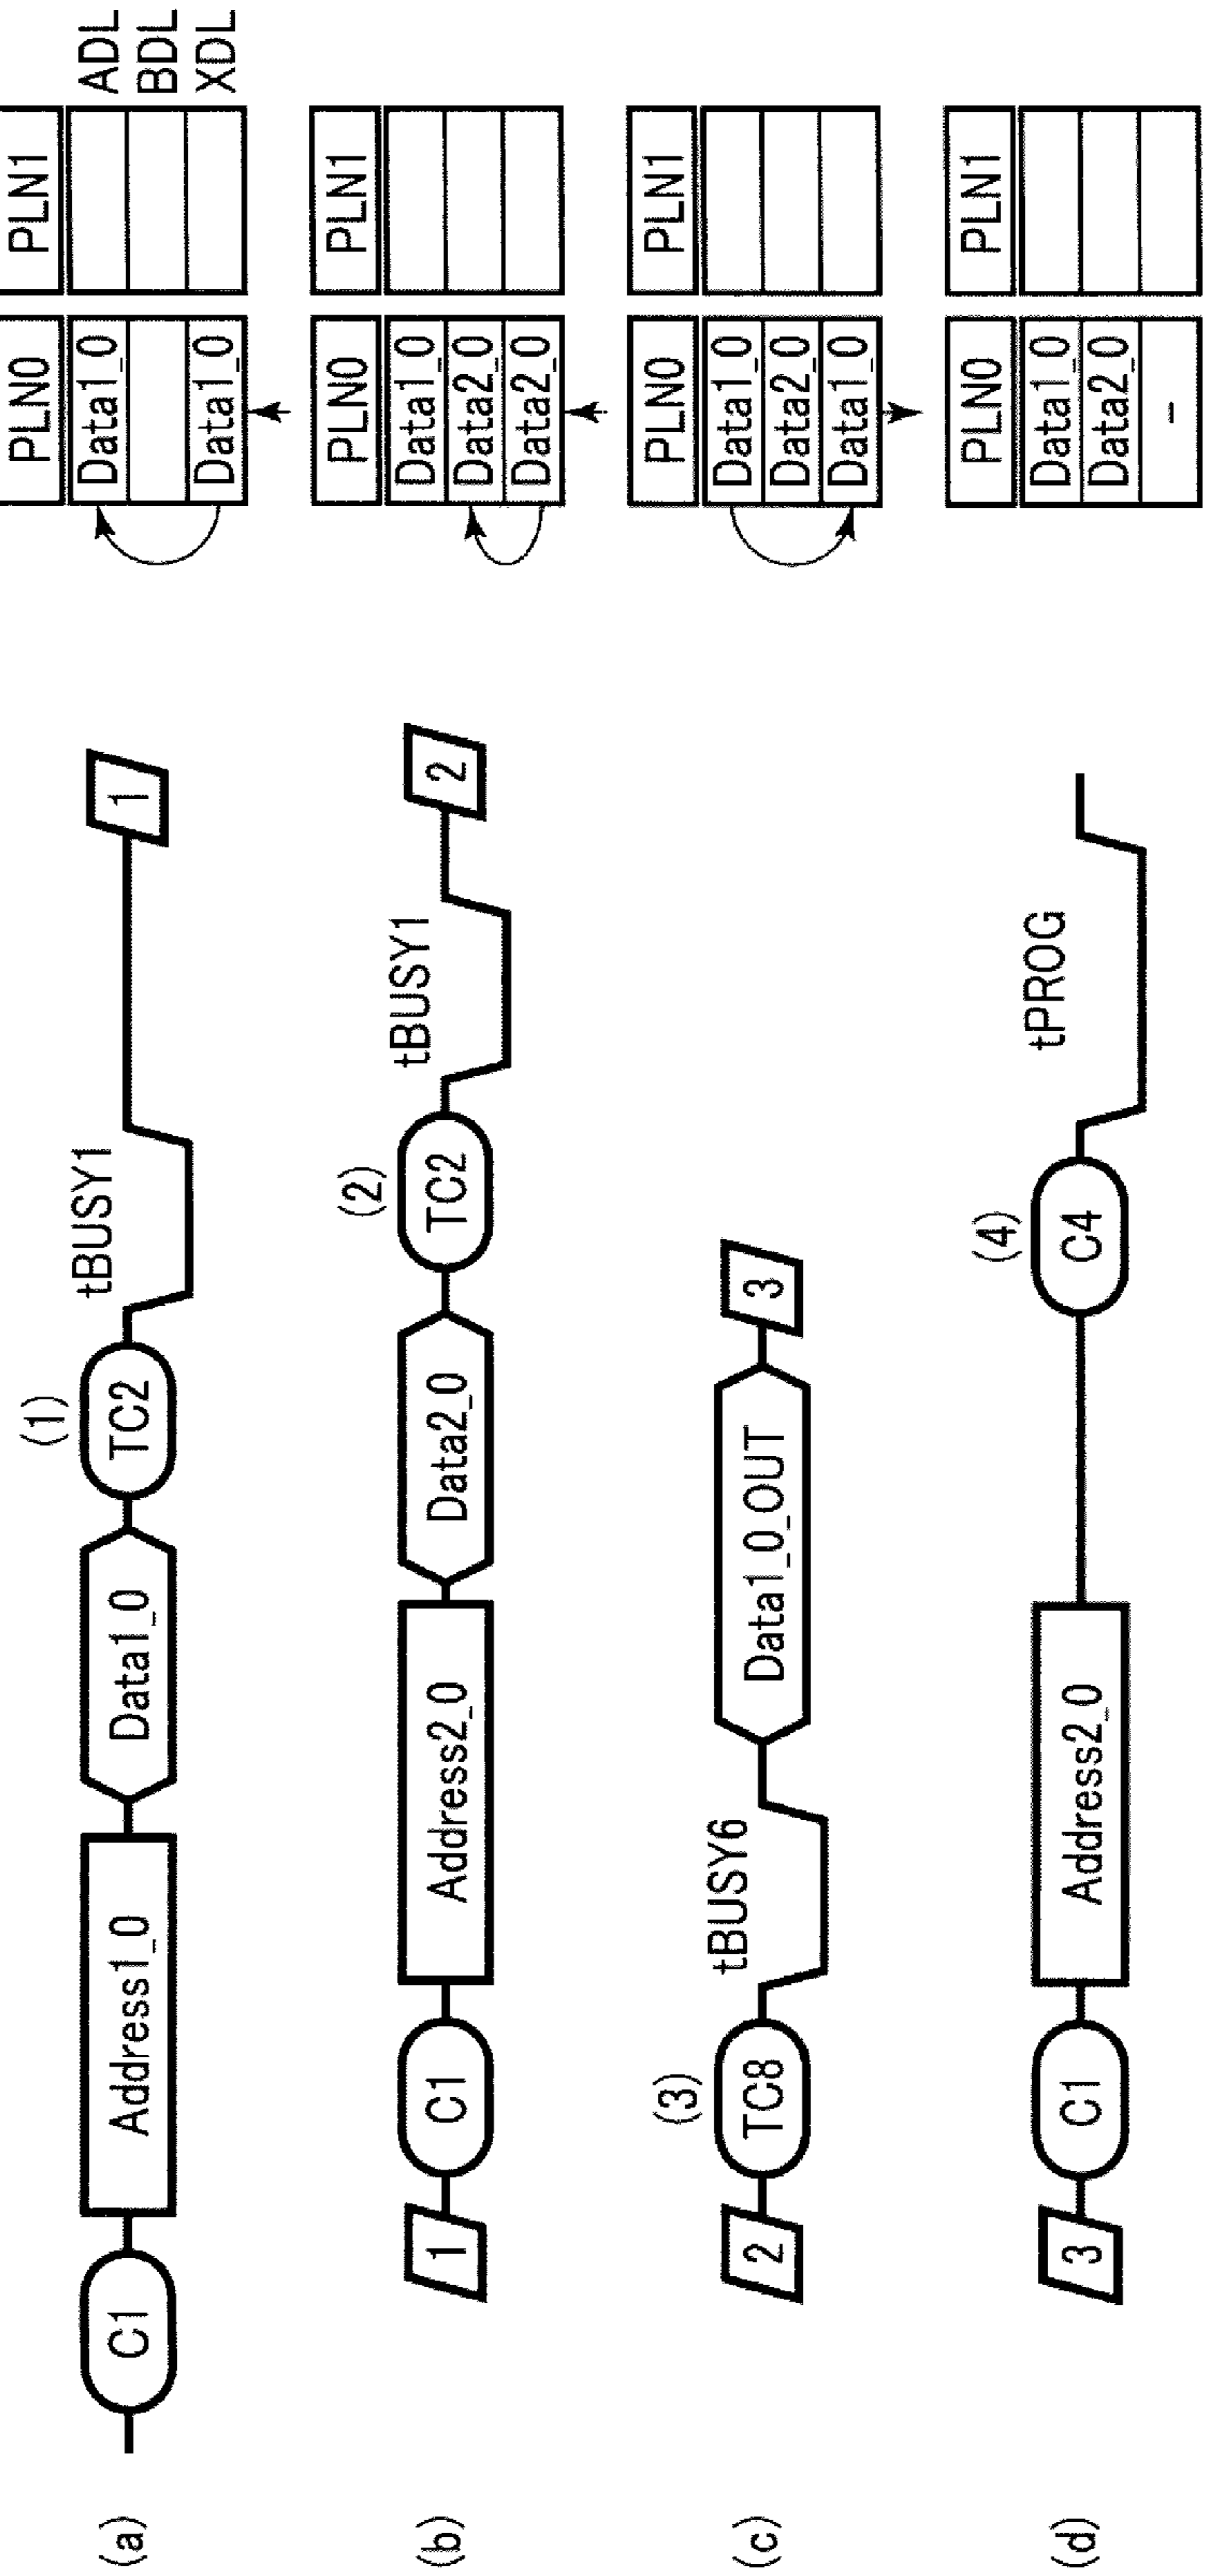 (a) C1 Address1_0 Data1_0 (1) TC2 tBUSY1 1
PLN0 PLN1
Data1_0 ADL
BDL
Data1_0 XDL
(b) 1 C1 Address2_0 Data2_0 (2) TC2 tBUSY1 2
PLN0 PLN1
Data1_0
Data2_0
Data2_0
(c) 2 (3) TC8 tBUSY6 Data1_0_OUT 3
PLN0 PLN1
Data1_0
Data2_0
Data1_0
(d) 3 C1 Address2_0 (4) C4 tPROG
PLN0 PLN1
Data1_0
Data2_0
-